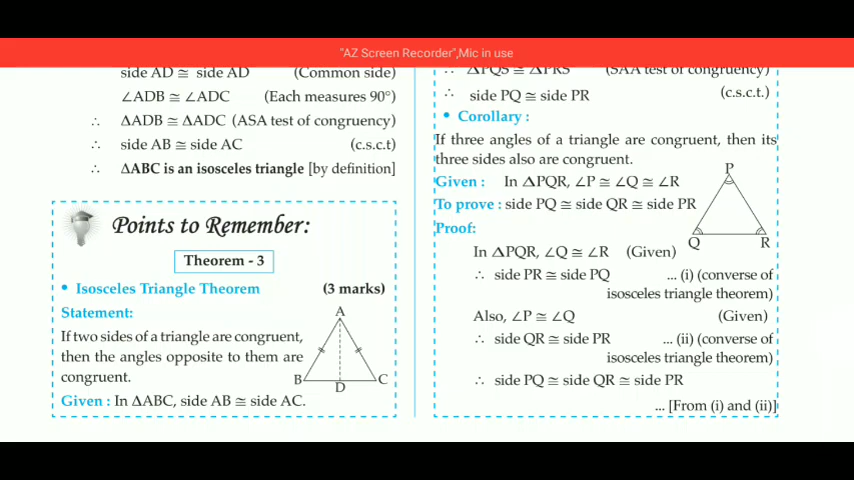 "AZ Screen Recorder",Mic in use
side AD ≅ side AD (Common side)
∠ADB ≅ ∠ADC (Each measures 90°)
∴ ΔADB ≅ ΔADC (ASA test of congruency)
∴ side AB ≅ side AC (c.s.c.t)
∴ ΔABC is an isosceles triangle [by definition]
Points to Remember:
Theorem - 3
• Isosceles Triangle Theorem (3 marks)
Statement:
If two sides of a triangle are congruent,
then the angles opposite to them are
congruent.
Given : In ΔABC, side AB ≅ side AC.
A
B
D
C
∴ ΔPQS ≅ ΔPRS (SAA test of congruency)
∴ side PQ ≅ side PR (c.s.c.t.)
• Corollary :
If three angles of a triangle are congruent, then its
three sides also are congruent.
Given : In ΔPQR, ∠P ≅ ∠Q ≅ ∠R
To prove : side PQ ≅ side QR ≅ side PR
Proof:
P
Q
R
In ΔPQR, ∠Q ≅ ∠R (Given)
∴ side PR ≅ side PQ ... (i) (converse of
isosceles triangle theorem)
Also, ∠P ≅ ∠Q (Given)
∴ side QR ≅ side PR ... (ii) (converse of
isosceles triangle theorem)
∴ side PQ ≅ side QR ≅ side PR
... [From (i) and (ii)]